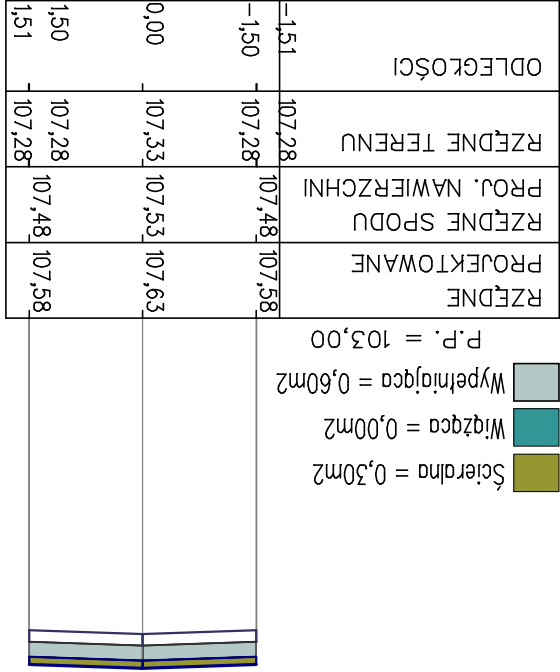 Ścieralna = 0,30m2
Wiążąca = 0,00m2
Wypełniająca = 0,60m2
P.P. = 103,00
RZĘDNE
PROJEKTOWANE
107,58 107,63 107,58
RZĘDNE SPODU
PROJ. NAWIERZCHNI
107,48 107,53 107,48
RZĘDNE TERENU
107,28 107,28 107,33 107,28 107,28
ODLEGŁOŚCI
-1,51 -1,50 0,00 1,50 1,51